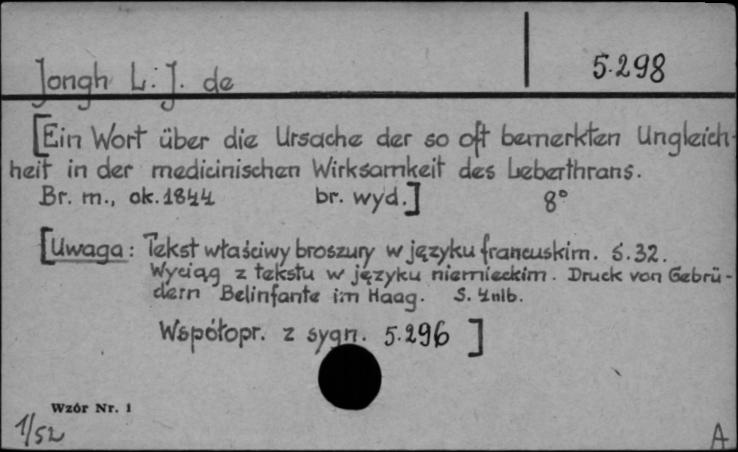 Jongh L. J. de
5.298
[Ein Wort über die Ursache der so oft bemerkten Ungleich-
heit in der medicinischen Wirksamkeit des Leberthrans.
Br. m., ok. 1844 br. wyd.] 8°
[Uwaga: Tekst właściwy broszury w języku francuskim. S. 32.
Wyciąg z tekstu w języku niemieckim. Druck von Gebrü-
dern Belinfante im Haag. S. 4nlb.
Współopr. z sygn. 5.296]
Wzór Nr. 1
1/52
A